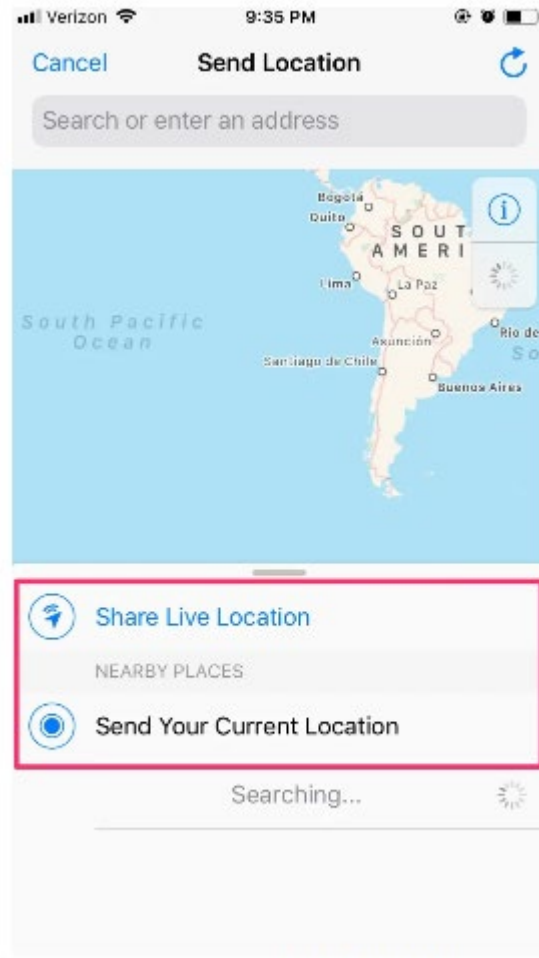 Verizon 9:35 PM
Cancel Send Location
Search or enter an address
Bogotá
Quito
SOUT
AMERI
Lima
La Paz
South Pacific
Ocean
Rio de
Asunción
So
Santiago de Chile
Buenos Aires
Share Live Location
NEARBY PLACES
Send Your Current Location
Searching...